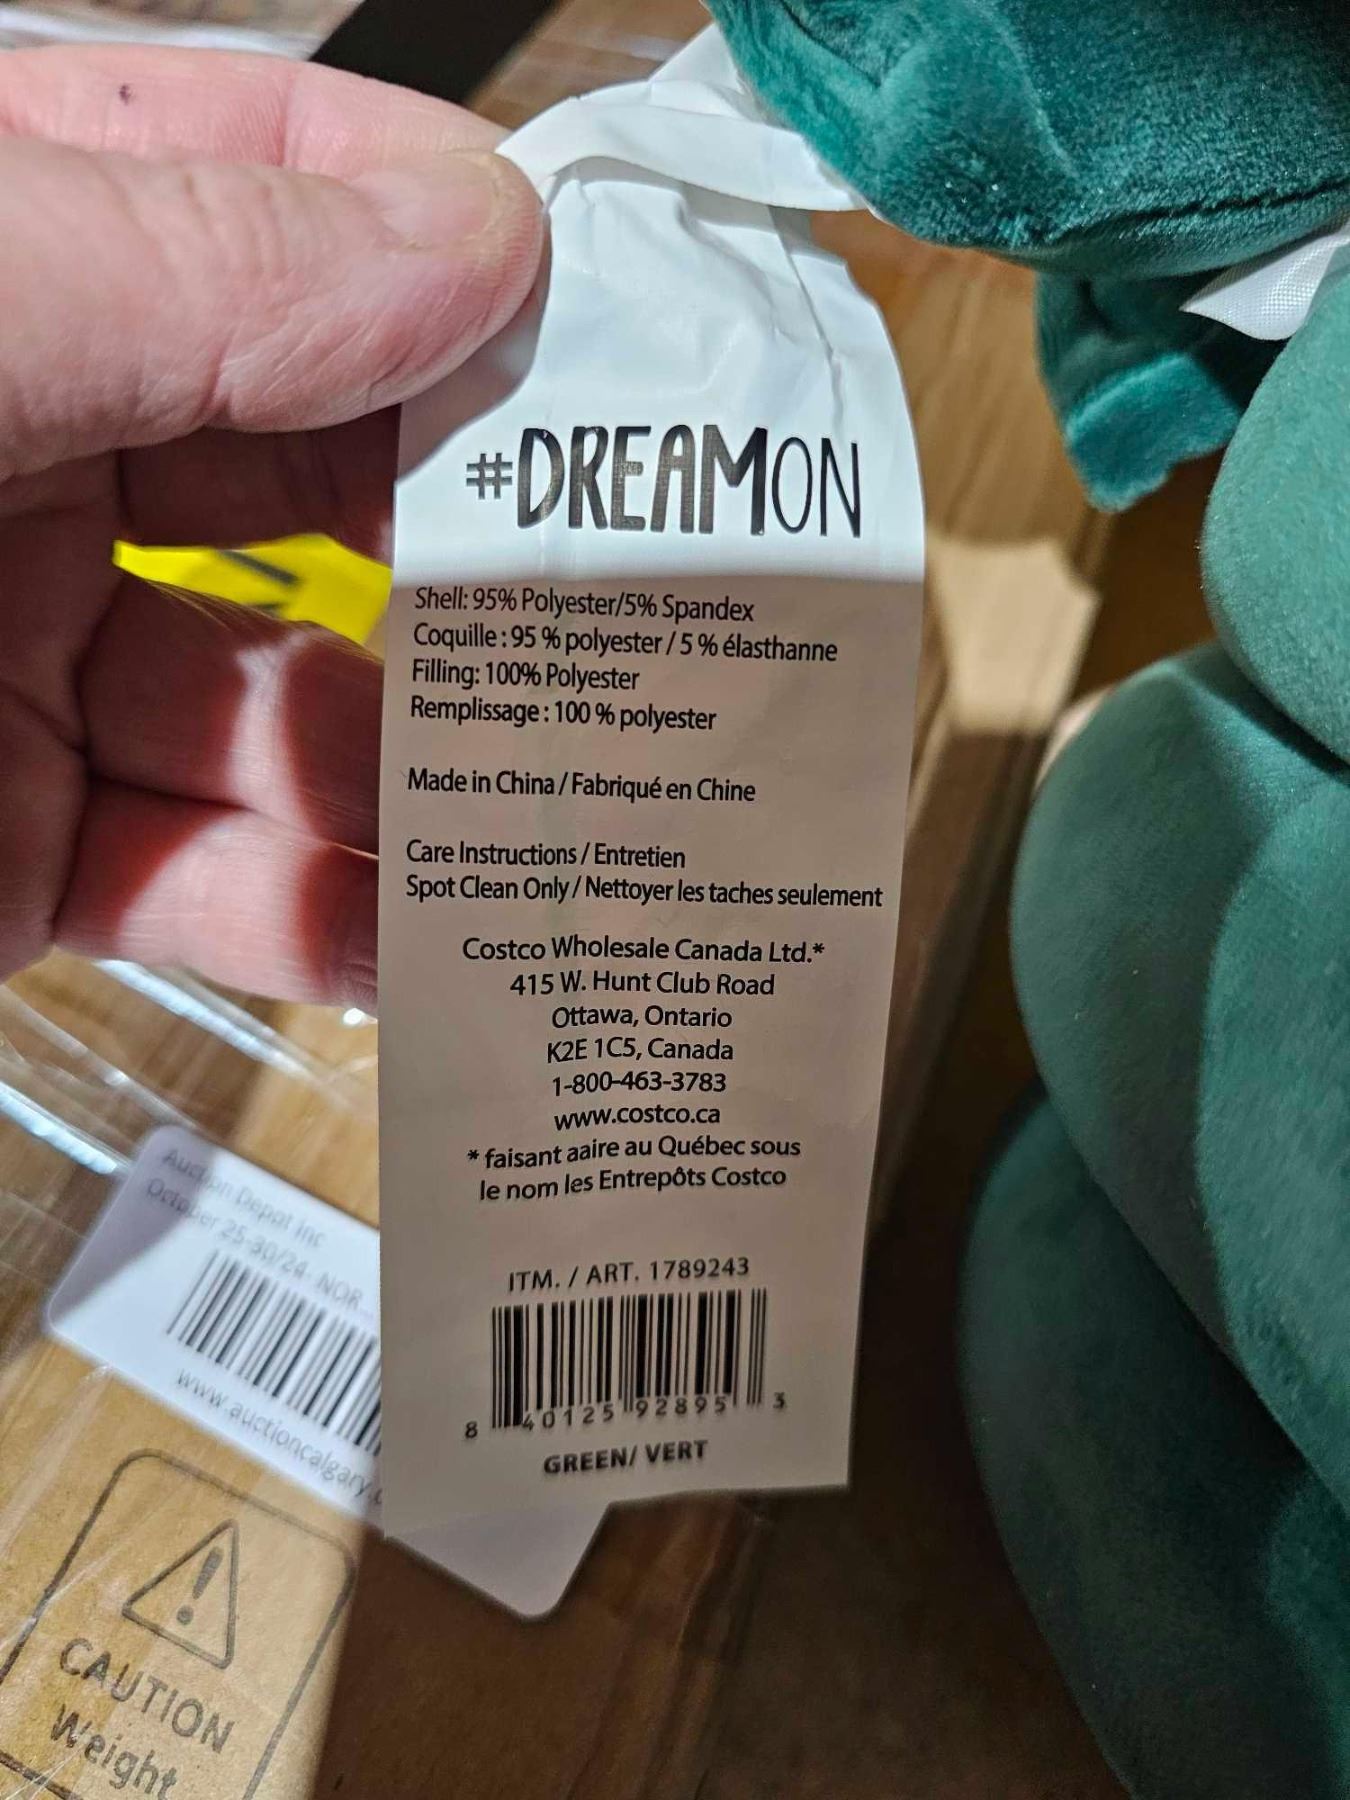 #DREAMON
Shell: 95% Polyester/5% Spandex
Coquille : 95 % polyester / 5 % élasthanne
Filling: 100% Polyester
Remplissage : 100 % polyester
Made in China / Fabriqué en Chine
Care Instructions / Entretien
Spot Clean Only / Nettoyer les taches seulement
Costco Wholesale Canada Ltd.*
415 W. Hunt Club Road
Ottawa, Ontario
K2E 1C5, Canada
1-800-463-3783
www.costco.ca
* faisant aaire au Québec sous
le nom les Entrepôts Costco
ITM. / ART. 1789243
8 40125 92895 3
GREEN/ VERT
Auction Depot Inc
October 25-30/24- NOR...
www.auctioncalgary.c
CAUTION
Weight